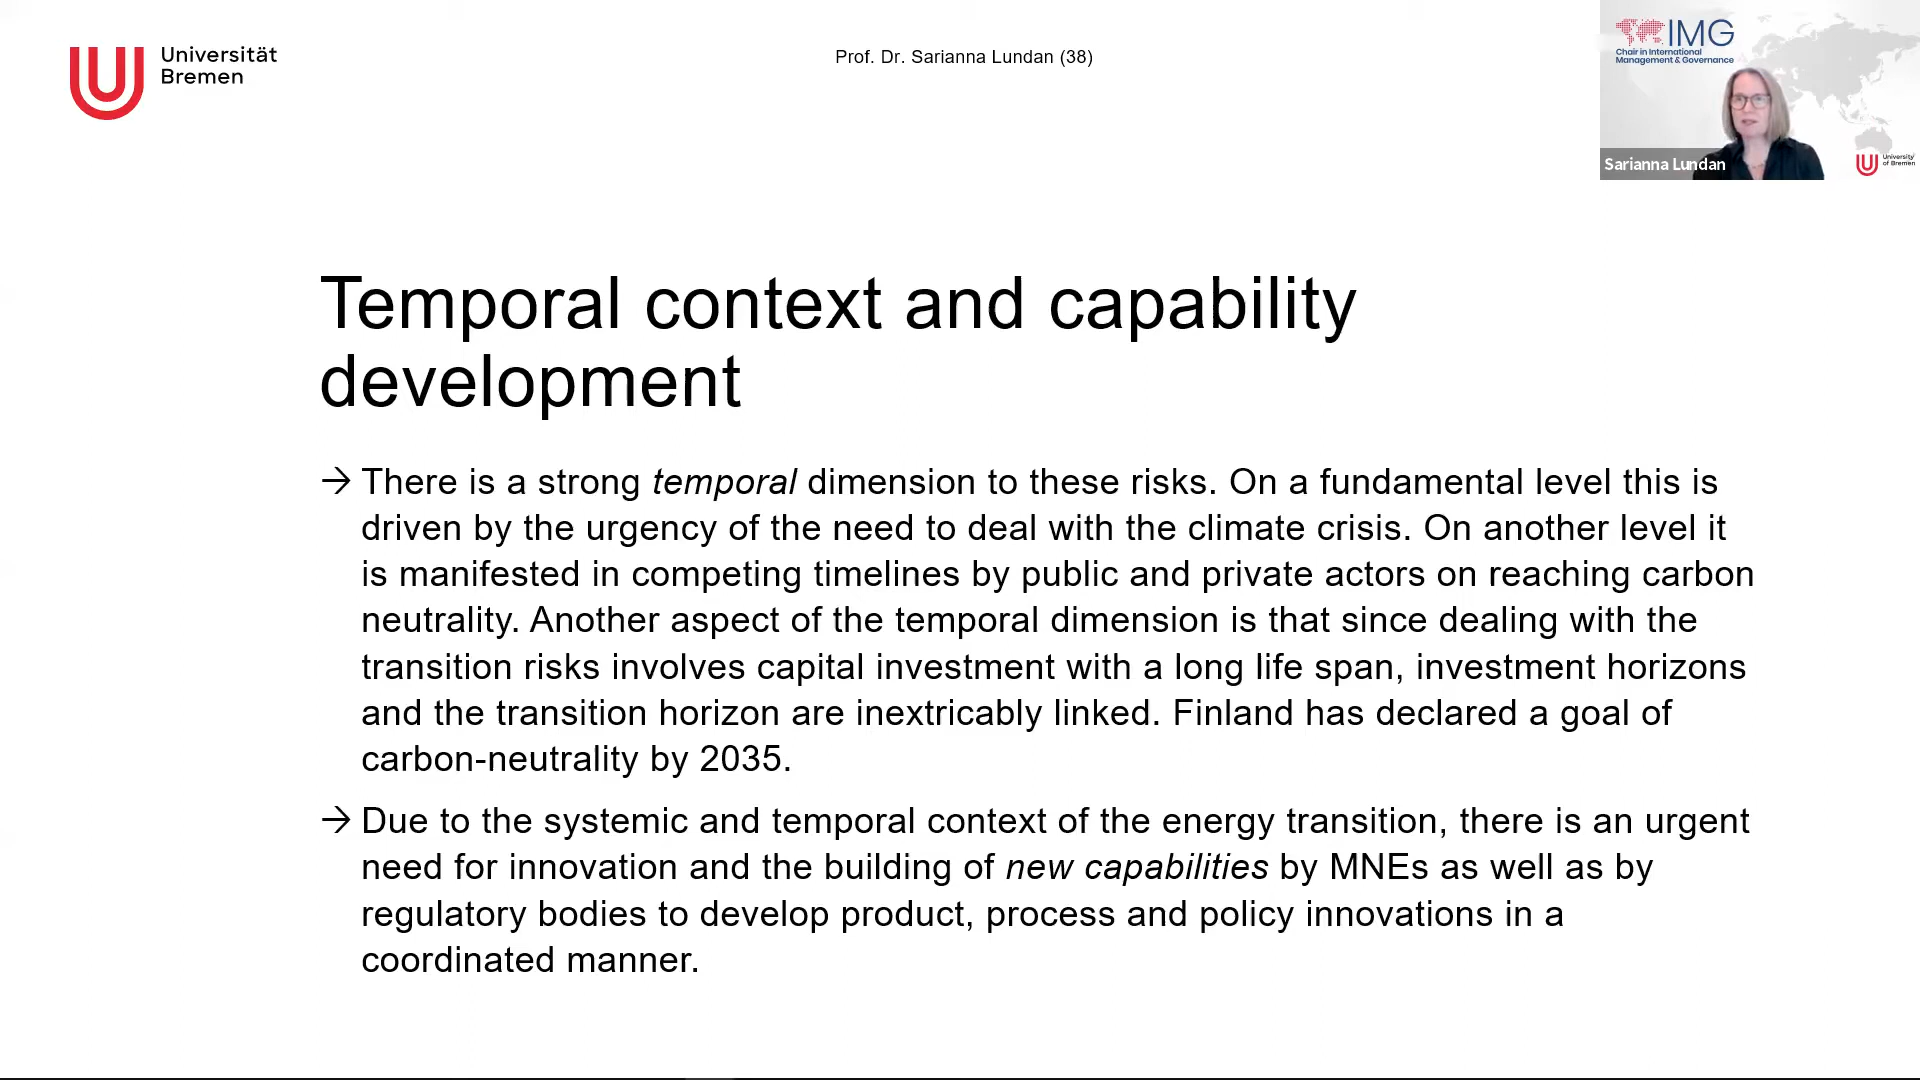 Universität
Bremen
Prof. Dr. Sarianna Lundan (38)
IMG
Chair in International
Management & Governance
Sarianna Lundan
University
of Bremen
Temporal context and capability
development
→ There is a strong temporal dimension to these risks. On a fundamental level this is
driven by the urgency of the need to deal with the climate crisis. On another level it
is manifested in competing timelines by public and private actors on reaching carbon
neutrality. Another aspect of the temporal dimension is that since dealing with the
transition risks involves capital investment with a long life span, investment horizons
and the transition horizon are inextricably linked. Finland has declared a goal of
carbon-neutrality by 2035.
→ Due to the systemic and temporal context of the energy transition, there is an urgent
need for innovation and the building of new capabilities by MNEs as well as by
regulatory bodies to develop product, process and policy innovations in a
coordinated manner.